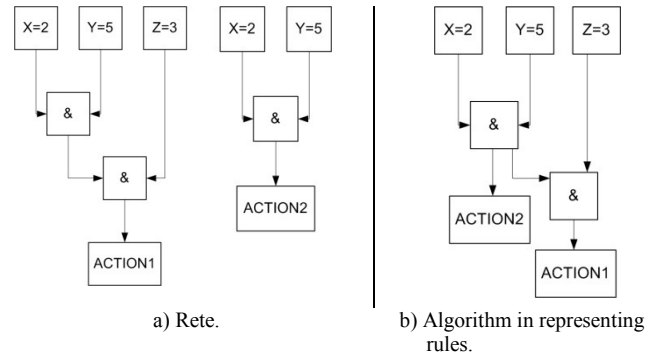 X=2 Y=5 Z=3 X=2 Y=5
&
&
ACTION1
&
ACTION2
a) Rete.
X=2 Y=5 Z=3
&
ACTION2
&
ACTION1
b) Algorithm in representing
rules.